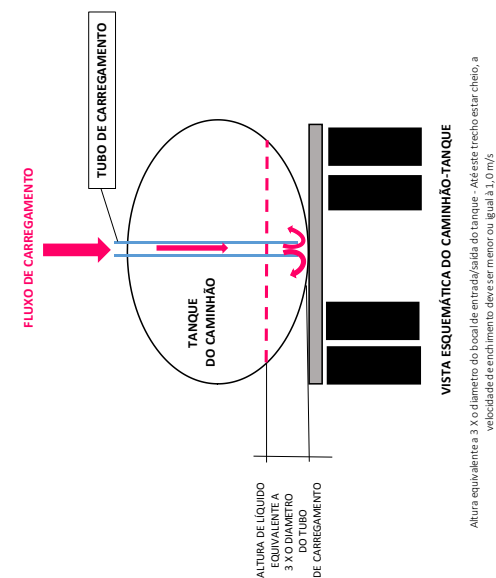 FLUXO DE CARREGAMENTO
TUBO DE CARREGAMENTO
TANQUE
DO CAMINHÃO
ALTURA DE LÍQUIDO
EQUIVALENTE A
3 X O DIAMETRO
DO TUBO
DE CARREGAMENTO
VISTA ESQUEMÁTICA DO CAMINHÃO-TANQUE
Altura equivalente a 3 X o diametro do bocal de entrada/saída do tanque - Até este trecho estar cheio, a
velocidade de enchimento deve ser menor ou igual à 1,0 m/s